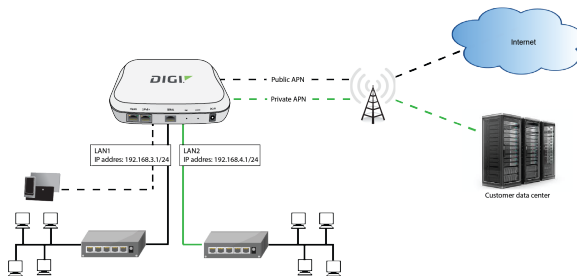 Internet
DIGI
Public APN
Private APN
LAN1
IP addres: 192.168.3.1/24
LAN2
IP addres: 192.168.4.1/24
Customer data center